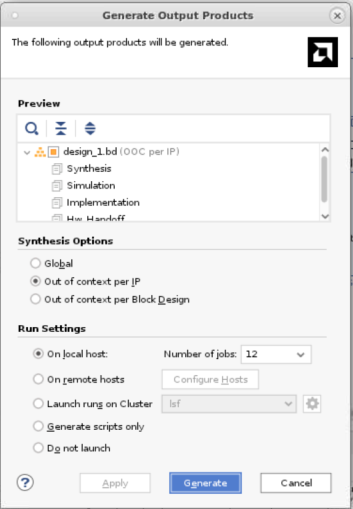 Generate Output Products
The following output products will be generated.
Preview
design_1.bd (OOC per IP)
Synthesis
Simulation
Implementation
Hw_Handoff
Synthesis Options
Global
Out of context per IP
Out of context per Block Design
Run Settings
On local host: Number of jobs: 12
On remote hosts Configure Hosts
Launch runs on Cluster lsf
Generate scripts only
Do not launch
? Apply Generate Cancel